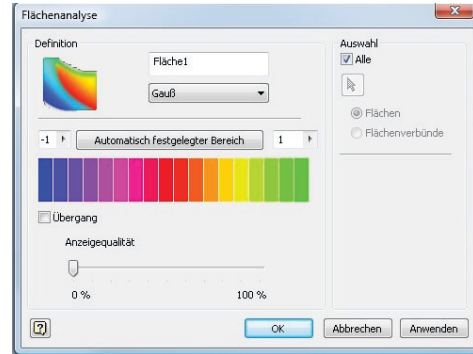 Flächenanalyse
Definition
Fläche1
Gauß
-1
Automatisch festgelegter Bereich
1
Übergang
Anzeigequalität
0 %
100 %
Auswahl
Alle
Flächen
Flächenverbünde
?
OK
Abbrechen
Anwenden